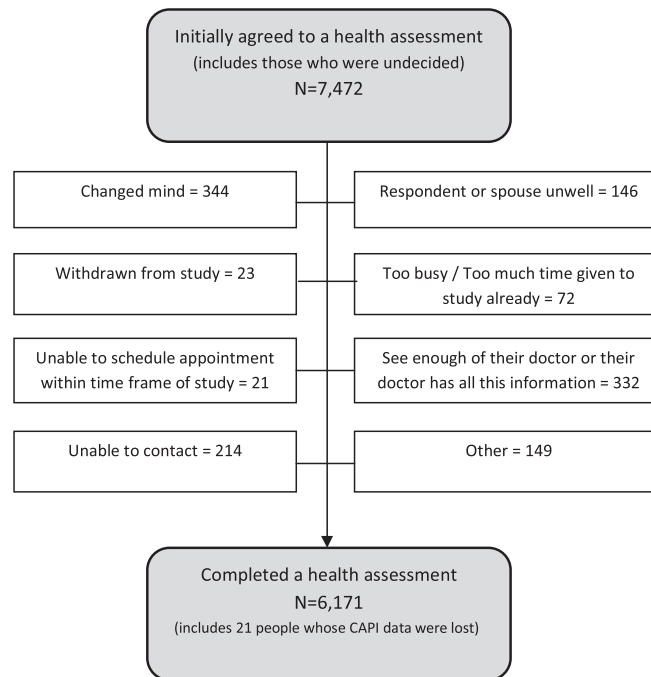 Initially agreed to a health assessment
(includes those who were undecided)
N=7,472
Changed mind = 344
Respondent or spouse unwell = 146
Withdrawn from study = 23
Too busy / Too much time given to
study already = 72
Unable to schedule appointment
within time frame of study = 21
See enough of their doctor or their
doctor has all this information = 332
Unable to contact = 214
Other = 149
Completed a health assessment
N=6,171
(includes 21 people whose CAPI data were lost)